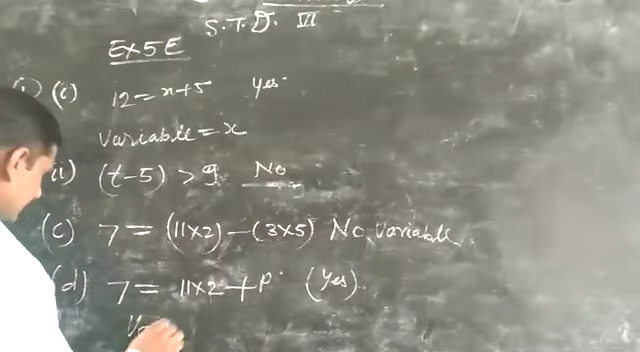 S.T.D. VI
EX 5 E
(i) 12 = x + 5 yes.
variable = x
(ii) (t - 5) > 9 No
(c) 7 = (11 x 2) - (3 x 5) No variable.
(d) 7 = 11 x 2 + p. (yes).